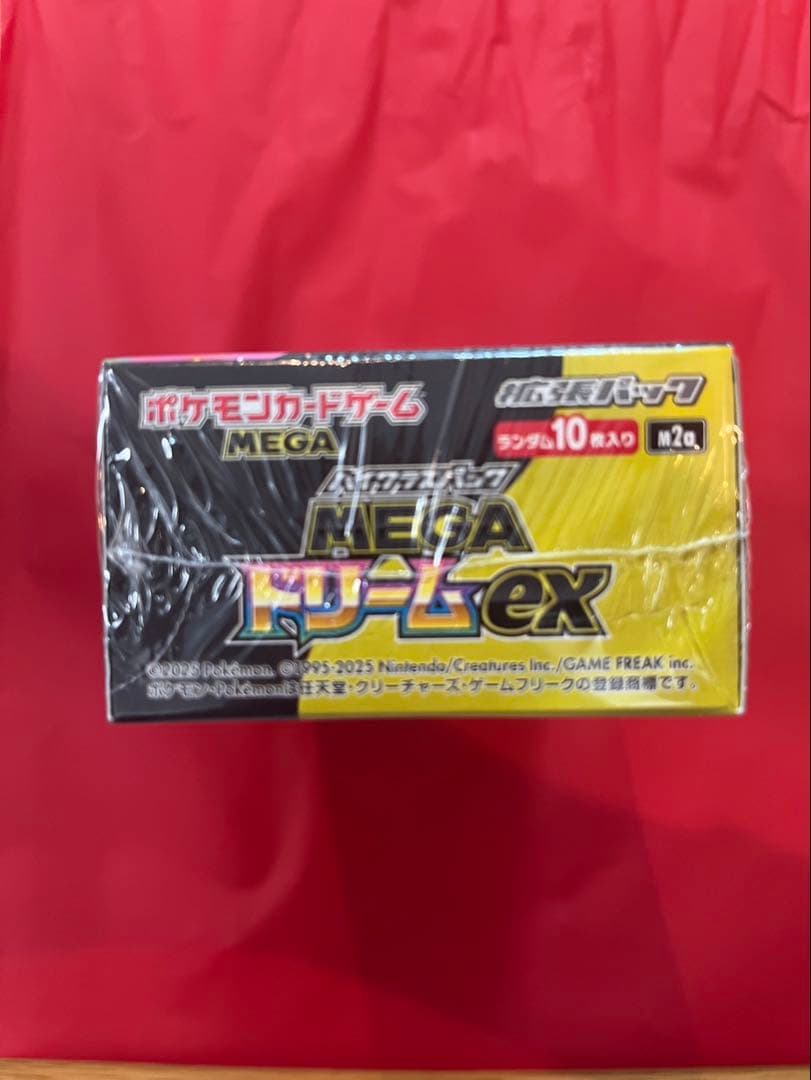 ポケモンカードゲーム 拡張パック
MEGA ランダム10枚入り M2a
ハイクラスパック
MEGA
ドリームex
©2025 Pokémon. ©1995-2025 Nintendo/Creatures Inc./GAME FREAK inc.
ポケモン・Pokémonは任天堂・クリーチャーズ・ゲームフリークの登録商標です。